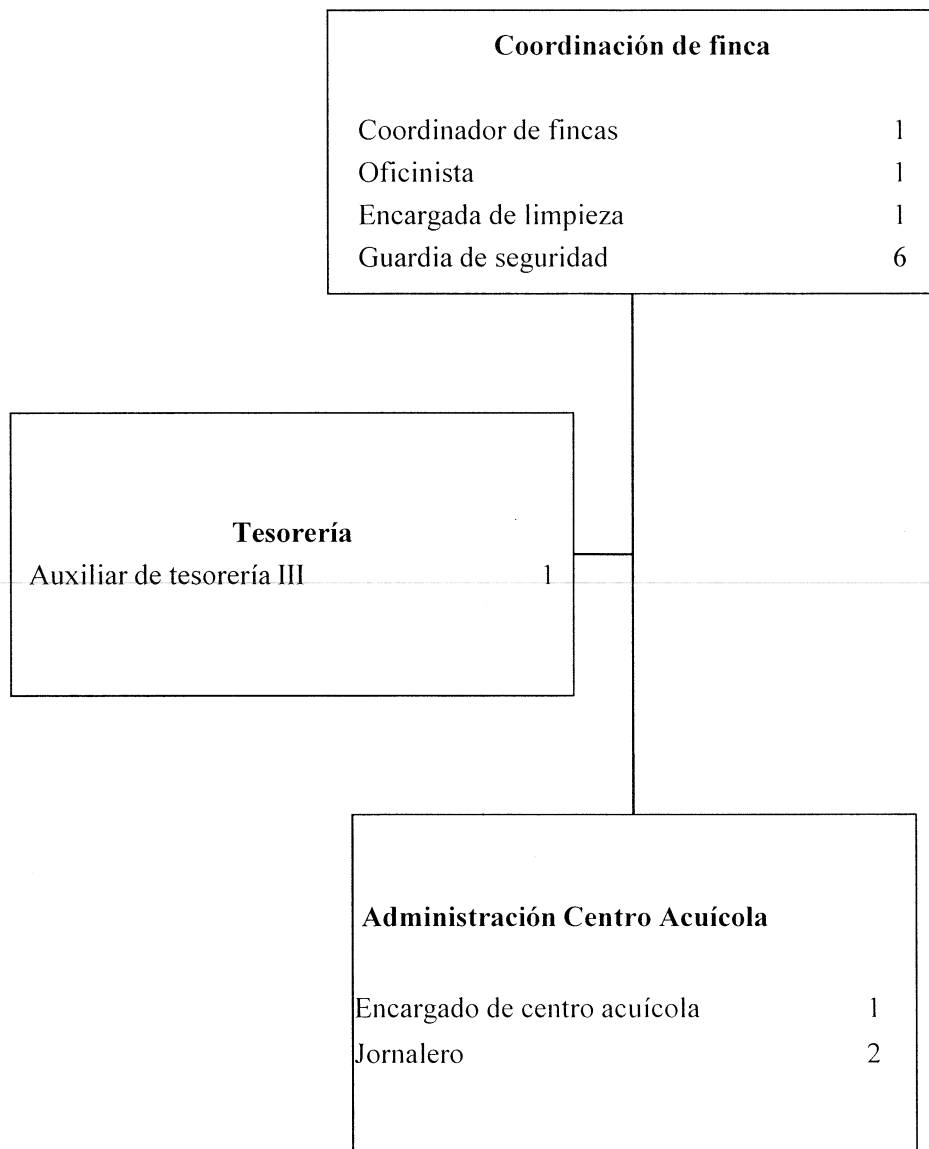 Coordinación de finca
Coordinador de fincas 1
Oficinista 1
Encargada de limpieza 1
Guardia de seguridad 6
Tesorería
Auxiliar de tesorería III 1
Administración Centro Acuícola
Encargado de centro acuícola 1
Jornalero 2